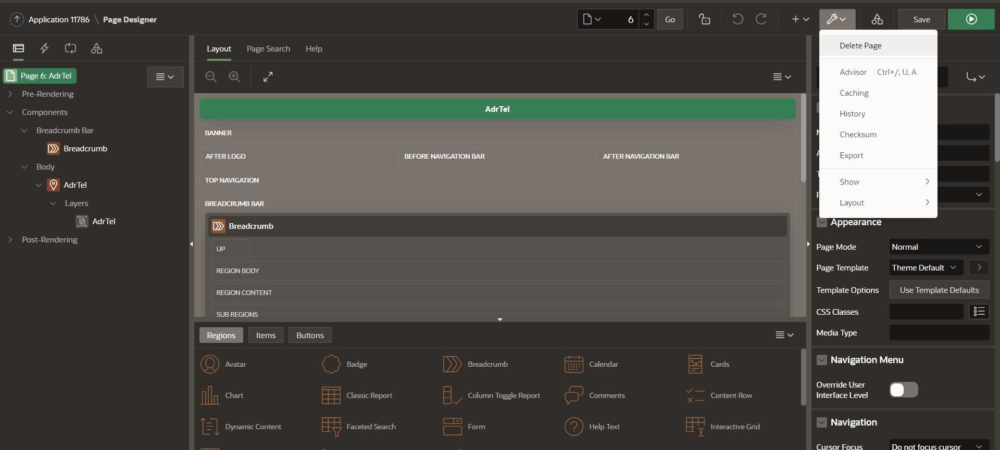 Application 11786 \ Page Designer
6
Go
Save
Layout
Page Search
Help
Page 6: AdrTel
Pre-Rendering
Components
Breadcrumb Bar
Breadcrumb
Body
AdrTel
Layers
AdrTel
Post-Rendering
AdrTel
BANNER
AFTER LOGO
BEFORE NAVIGATION BAR
AFTER NAVIGATION BAR
TOP NAVIGATION
BREADCRUMB BAR
Breadcrumb
UP
REGION BODY
REGION CONTENT
SUB REGIONS
Regions
Items
Buttons
Avatar
Badge
Breadcrumb
Calendar
Cards
Chart
Classic Report
Column Toggle Report
Comments
Content Row
Dynamic Content
Faceted Search
Form
Help Text
Interactive Grid
Delete Page
Advisor Ctrl+/, U, A
Caching
History
Checksum
Export
Show
Layout
Appearance
Page Mode
Normal
Page Template
Theme Default
Template Options
Use Template Defaults
CSS Classes
Media Type
Navigation Menu
Override User
Interface Level
Navigation
Cursor Focus
Do not focus cursor